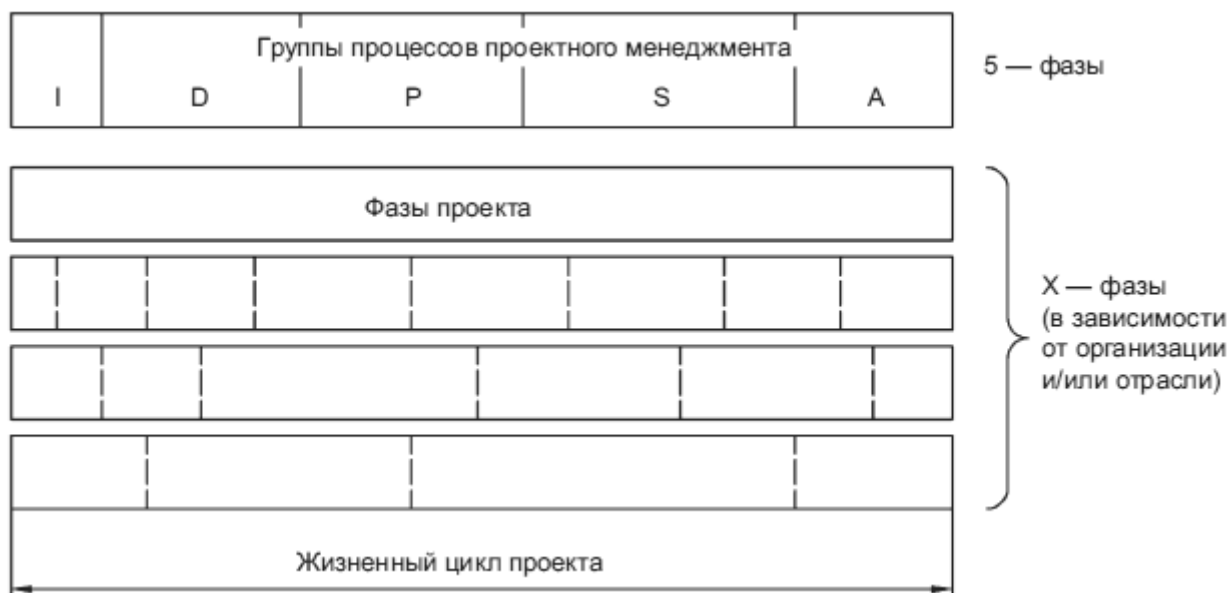 Группы процессов проектного менеджмента
I D P S A
5 — фазы
Фазы проекта
X — фазы
(в зависимости
от организации
и/или отрасли)
Жизненный цикл проекта